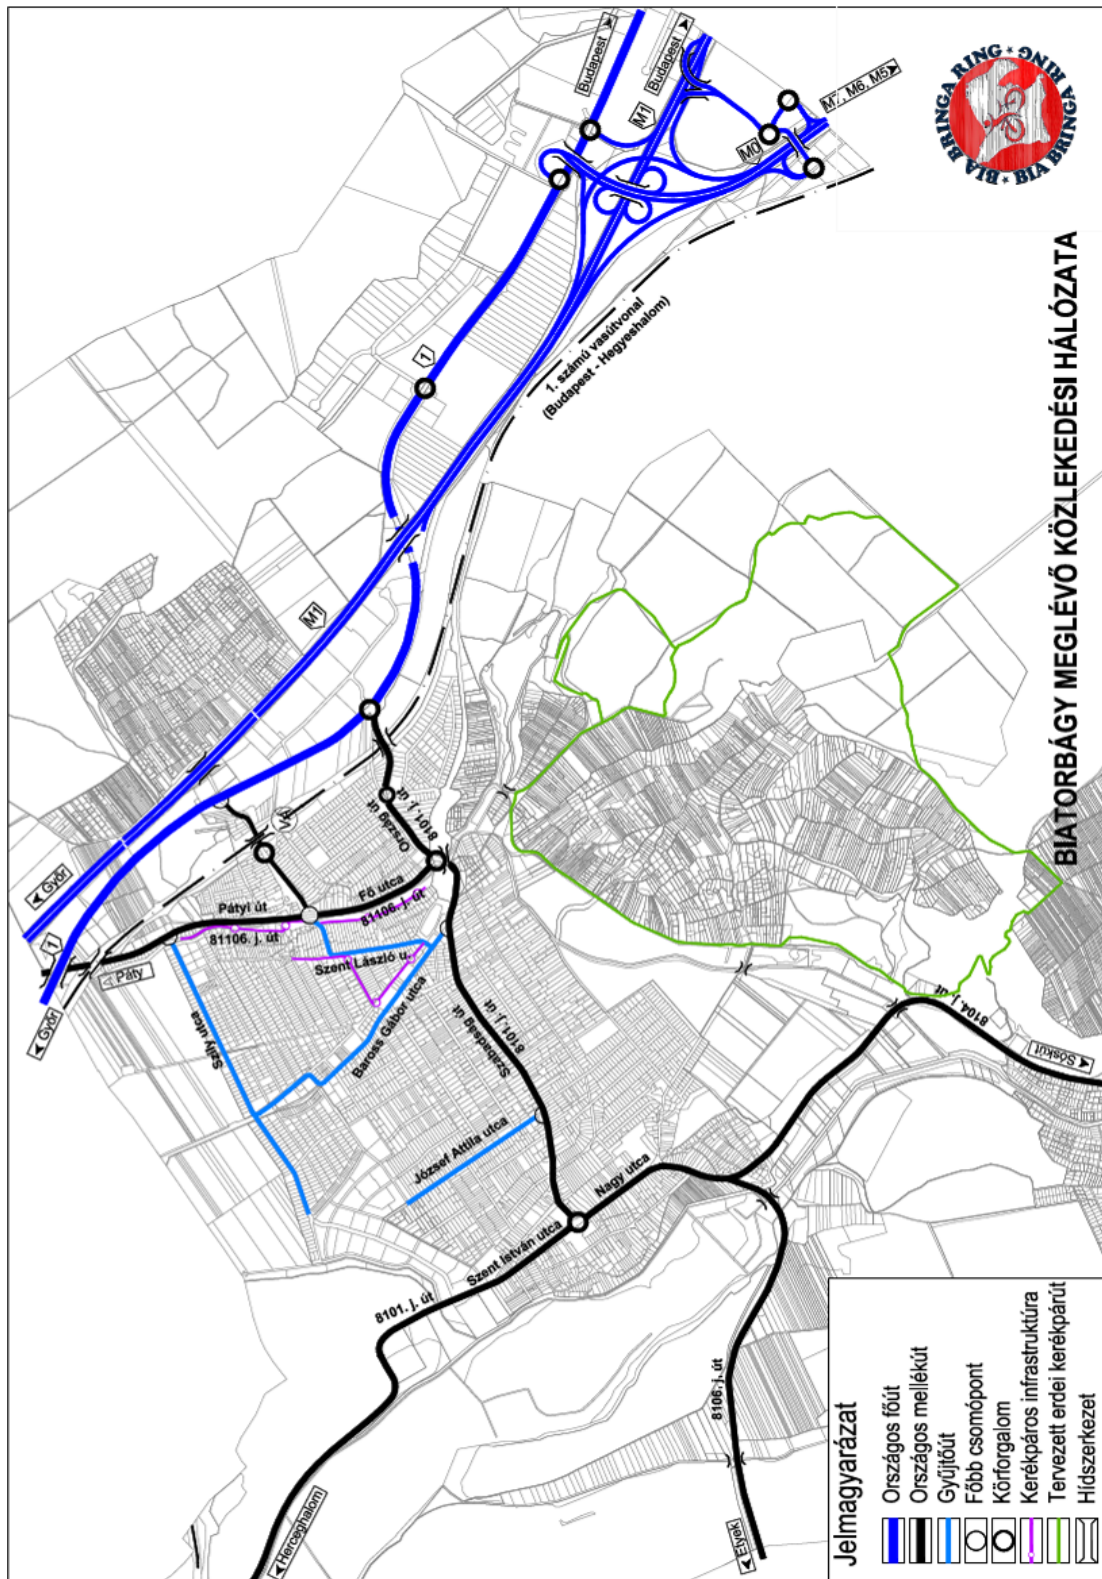 BIATORBÁGY MEGLÉVŐ KÖZLEKEDÉSI HÁLÓZATA
BIA BRINGA RING * BIA BRINGA RING *
Budapest
Budapest
M1
M0
M7, M6, M5
1
1. számú vasútvonal
(Budapest - Hegyeshalom)
M1
Győr
1
Győr
Páty
Pátyi út
81106. j. út
Fő utca
81106. j. út
Ország út
8101. j. út
Szent László u.
Baross Gábor utca
Szily utca
Szabadság út
8101. j. út
József Attila utca
Nagy utca
Szent István utca
8101. j. út
Herceghalom
8106. j. út
Etyek
8104. j. út
Sóskút
Jelmagyarázat
Országos főút
Országos mellékút
Gyűjtőút
Főbb csomópont
Körforgalom
Kerékpáros infrastruktúra
Tervezett erdei kerékpárút
Hídszerkezet